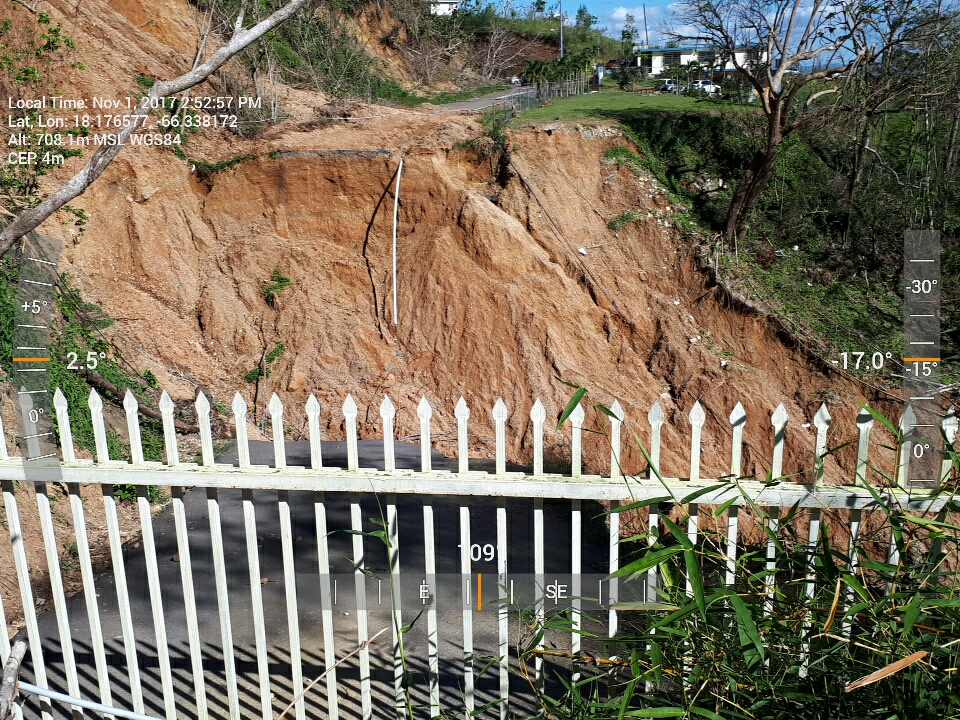 Local Time: Nov 1, 2017 2:52:57 PM
Lat, Lon: 18.176577, -66.338172
Alt: 708.1m MSL WGS84
CEP: 4m
+5°
2.5°
0°
-30°
-17.0°
-15°
0°
109°
E
SE